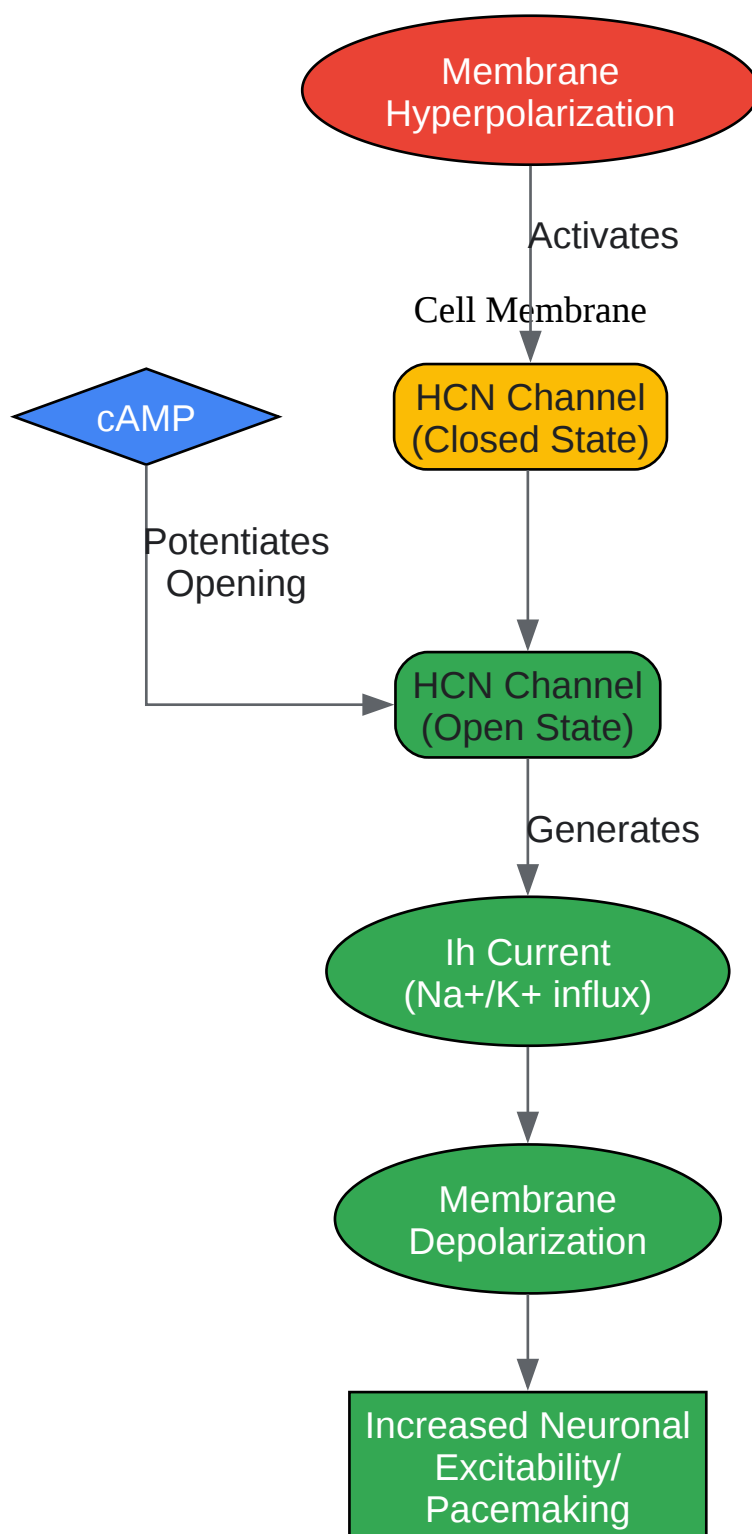 Membrane
Hyperpolarization
Activates
Cell Membrane
HCN Channel
(Closed State)
cAMP
Potentiates
Opening
HCN Channel
(Open State)
Generates
Ih Current
(Na+/K+ influx)
Membrane
Depolarization
Increased Neuronal
Excitability/
Pacemaking